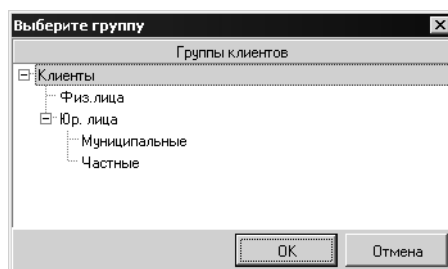 Выберите группу
Группы клиентов
Клиенты
Физ.лица
Юр. лица
Муниципальные
Частные
OK
Отмена